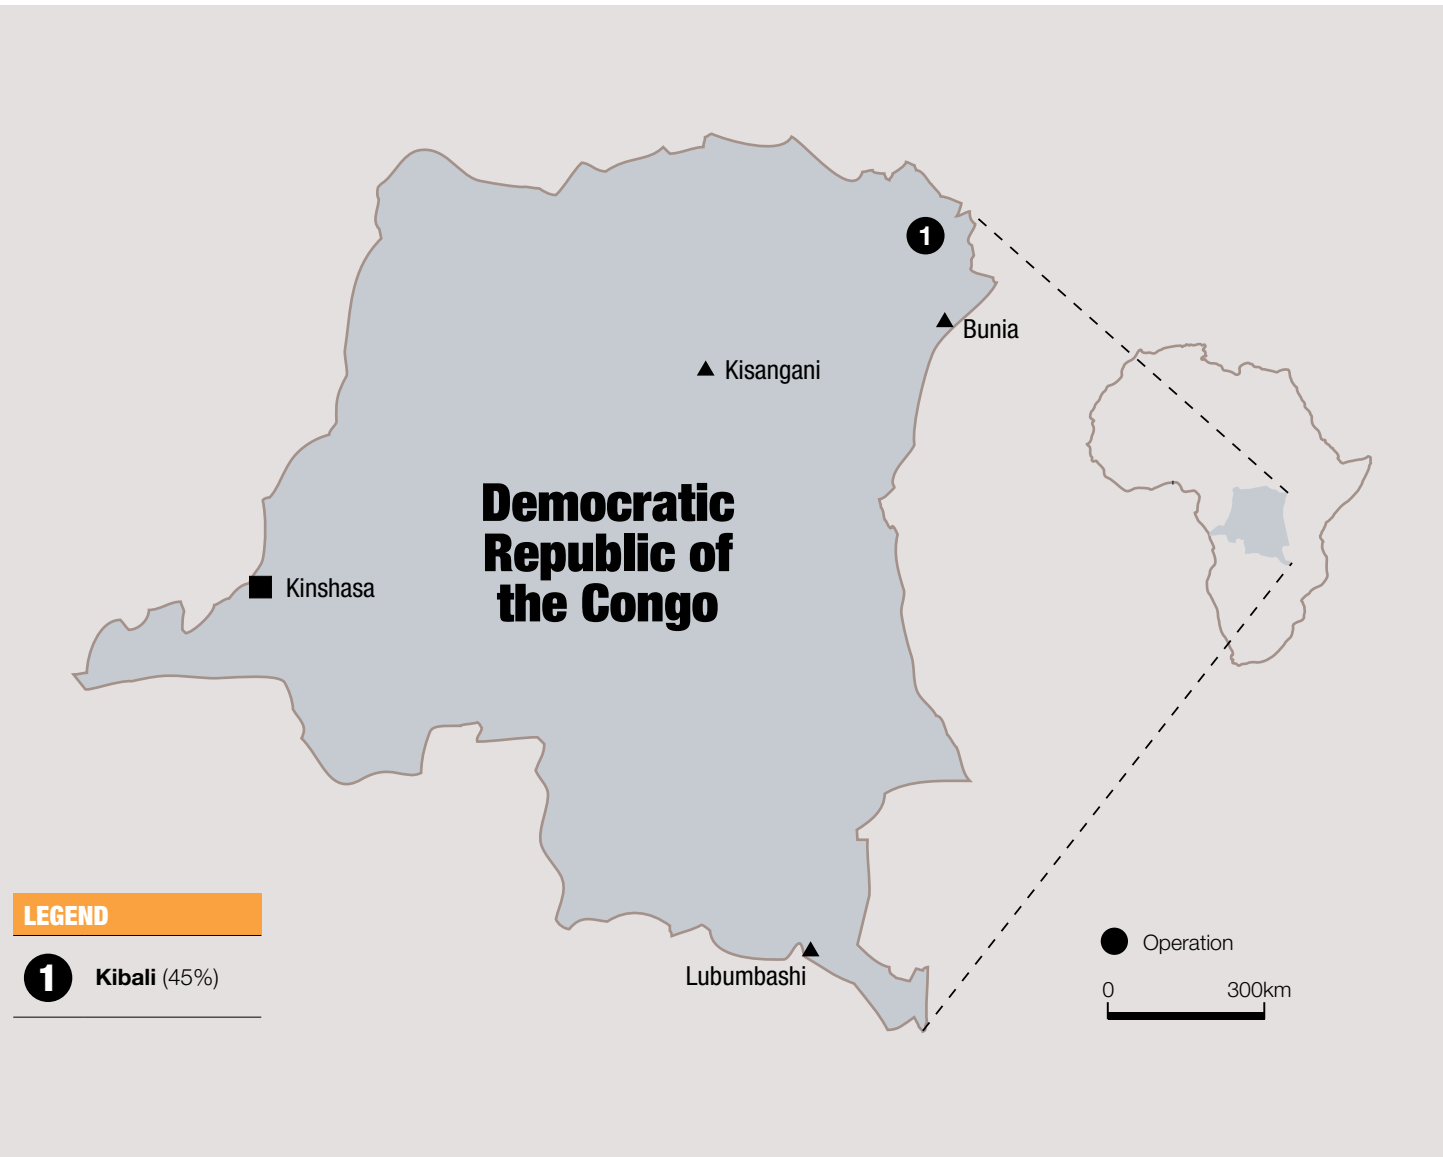 1
Bunia
Kisangani
Democratic
Republic of
the Congo
Kinshasa
LEGEND
1 Kibali (45%)
Lubumbashi
Operation
0 300km